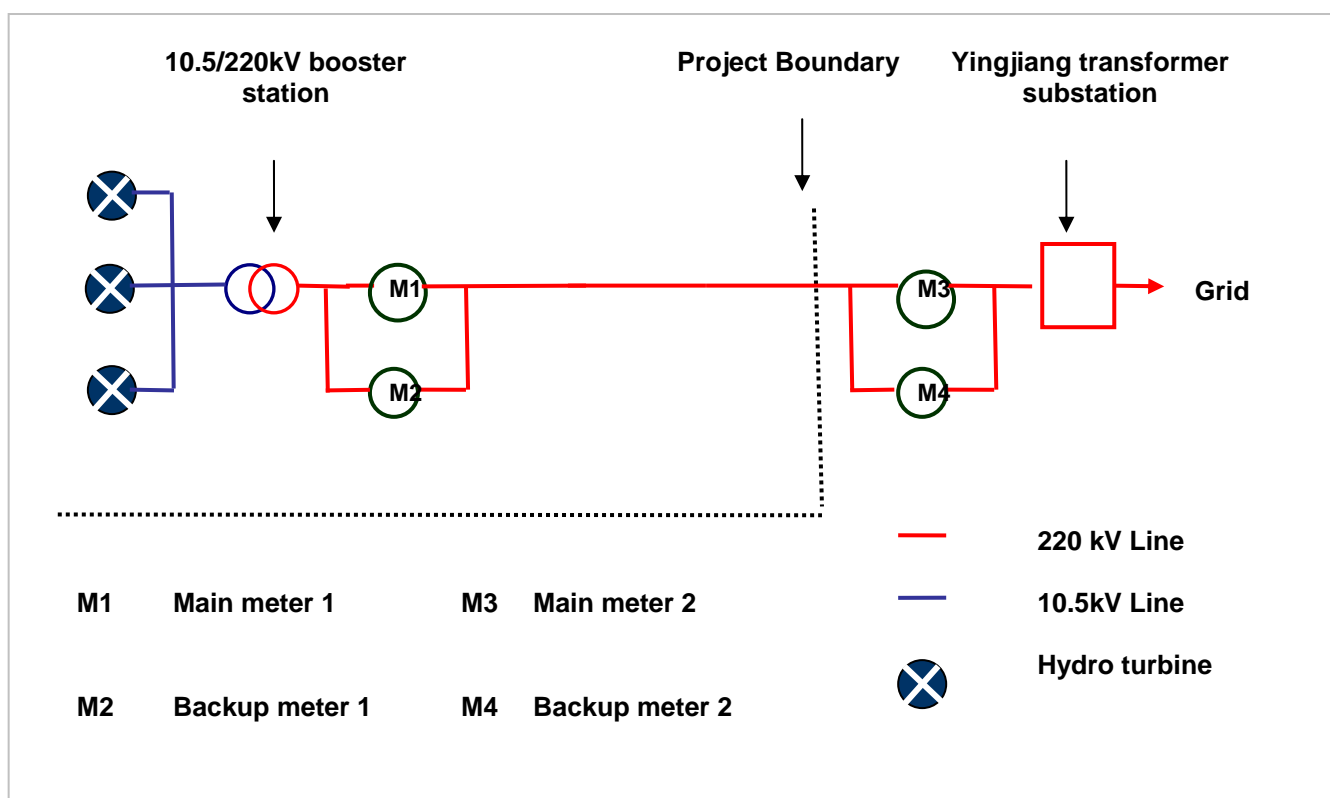 10.5/220kV booster
station
Project Boundary
Yingjiang transformer
substation
M1
M3
Grid
M2
M4
220 kV Line
M1 Main meter 1 M3 Main meter 2
10.5kV Line
Hydro turbine
M2 Backup meter 1 M4 Backup meter 2